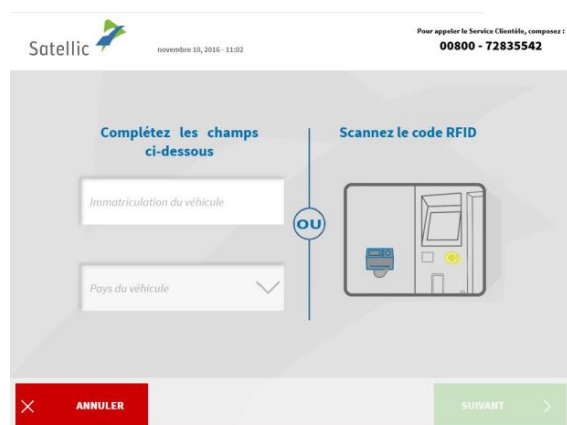 Satellic
novembre 10, 2016 - 11:02
Pour appeler le Service Clientèle, composez :
00800 - 72835542
Complétez les champs
ci-dessous
Immatriculation du véhicule
Pays du véhicule
OU
Scannez le code RFID
ANNULER
SUIVANT